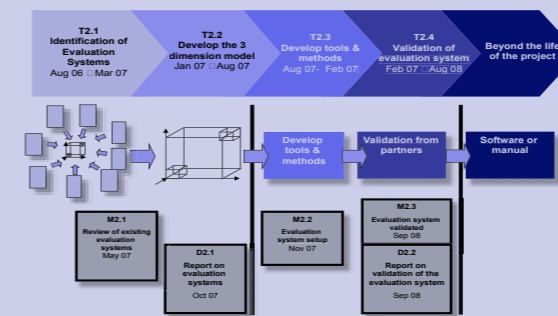 T2.1
Identification of
Evaluation
Systems
Aug 06 □Mar 07
T2.2
Develop the 3
dimension model
Jan 07 □Aug 07
T2.3
Develop tools &
methods
Aug 07- Feb 07
T2.4
Validation of
evaluation system
Feb 07 □Aug 08
Beyond the life
of the project
Develop
tools &
methods
Validation from
partners
Software or
manual
M2.1
Review of existing
evaluation
systems
May 07
D2.1
Report on
evaluation
systems
Oct 07
M2.2
Evaluation
system setup
Nov 07
M2.3
Evaluation system
validated
Sep 08
D2.2
Report on
validation of the
evaluation system
Sep 08